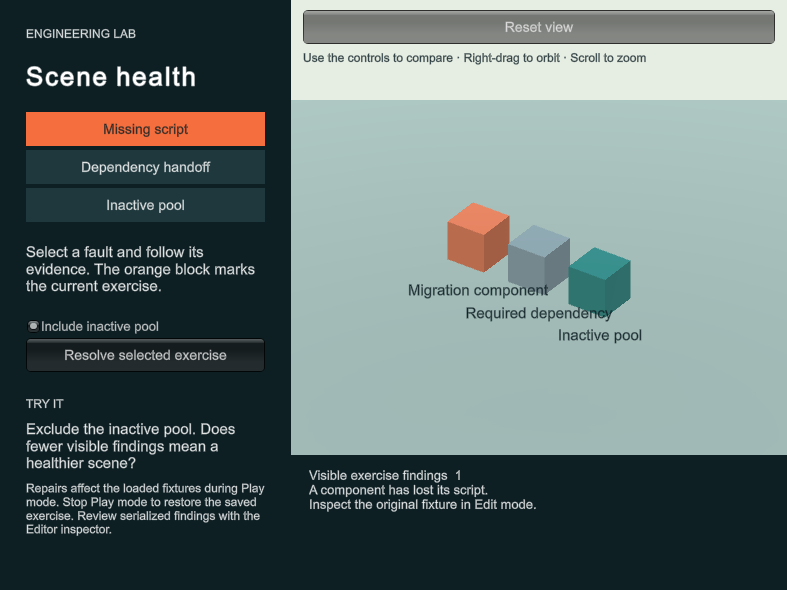 ENGINEERING LAB
Scene health
Missing script
Dependency handoff
Inactive pool
Select a fault and follow its
evidence. The orange block marks
the current exercise.
Include inactive pool
Resolve selected exercise
TRY IT
Exclude the inactive pool. Does
fewer visible findings mean a
healthier scene?
Repairs affect the loaded fixtures during Play
mode. Stop Play mode to restore the saved
exercise. Review serialized findings with the
Editor inspector.
Reset view
Use the controls to compare · Right-drag to orbit · Scroll to zoom
Migration component
Required dependency
Inactive pool
Visible exercise findings  1
A component has lost its script.
Inspect the original fixture in Edit mode.